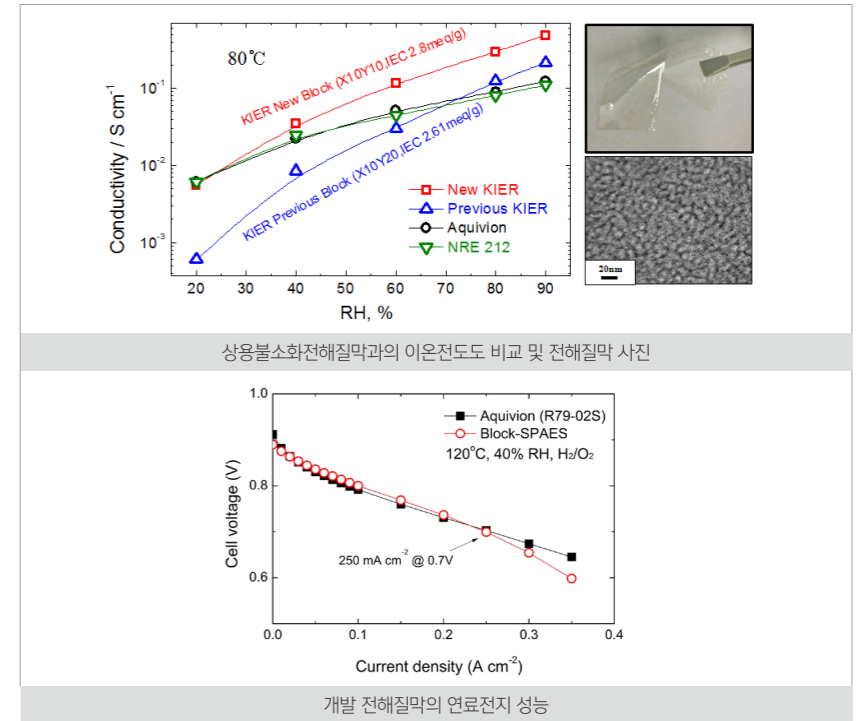 80℃
KIER New Block (X10Y10,IEC 2.8meq/g)
KIER Previous Block (X10Y20,IEC 2.61meq/g)
New KIER
Previous KIER
Aquivion
NRE 212
Conductivity / S cm⁻¹
10⁻¹
10⁻²
10⁻³
20 30 40 50 60 70 80 90
RH, %
20nm
상용불소화전해질막과의 이온전도도 비교 및 전해질막 사진
Aquivion (R79-02S)
Block-SPAES
120°C, 40% RH, H₂/O₂
250 mA cm⁻² @ 0.7V
Cell voltage (V)
1.0
0.8
0.6
0.0 0.1 0.2 0.3 0.4
Current density (A cm⁻²)
개발 전해질막의 연료전지 성능